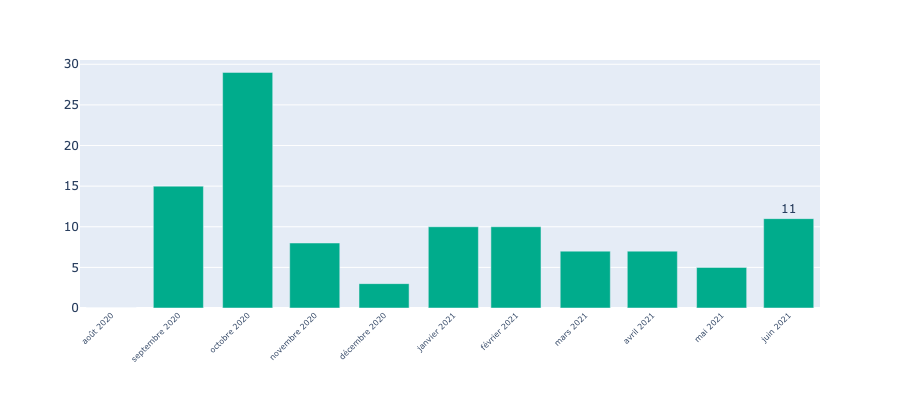 30
25
20
15
10
5
0
11
août 2020
septembre 2020
octobre 2020
novembre 2020
décembre 2020
janvier 2021
février 2021
mars 2021
avril 2021
mai 2021
juin 2021